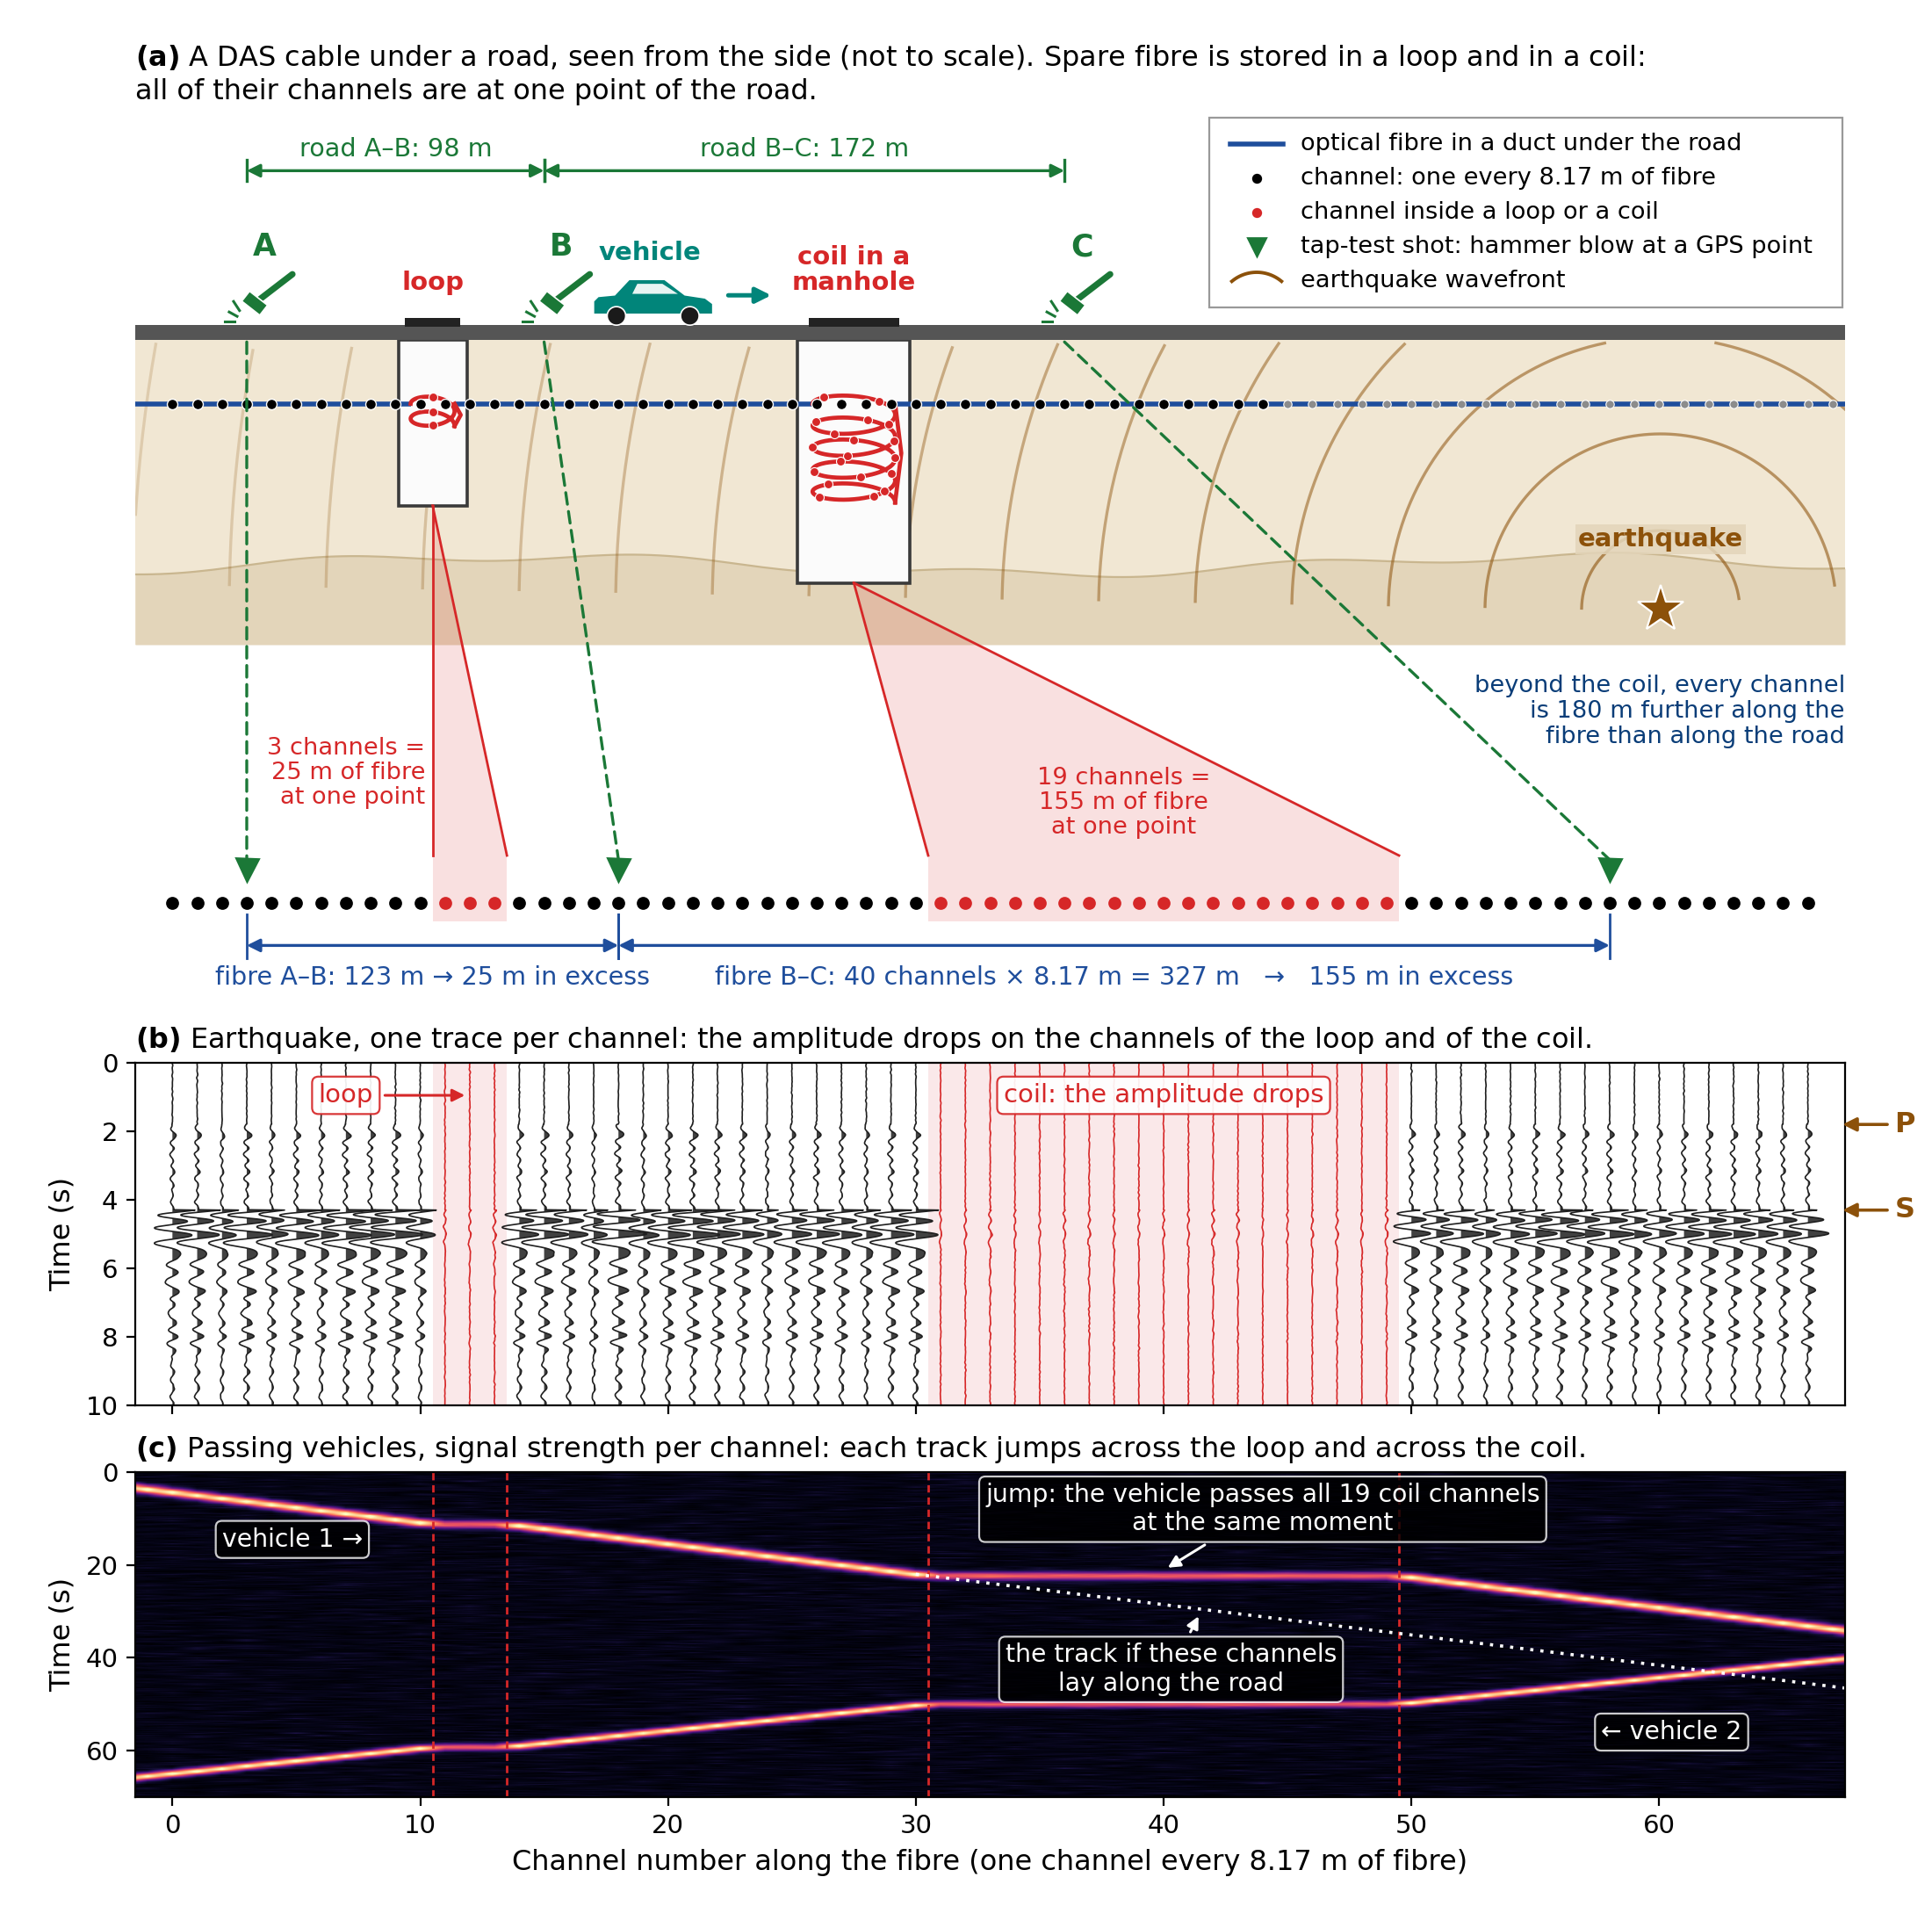 (a) A DAS cable under a road, seen from the side (not to scale). Spare fibre is stored in a loop and in a coil:
all of their channels are at one point of the road.
road A–B: 98 m
road B–C: 172 m
optical fibre in a duct under the road
channel: one every 8.17 m of fibre
channel inside a loop or a coil
tap-test shot: hammer blow at a GPS point
earthquake wavefront
A
loop
B
vehicle
coil in a
manhole
C
earthquake
beyond the coil, every channel
is 180 m further along the
fibre than along the road
3 channels =
25 m of fibre
at one point
19 channels =
155 m of fibre
at one point
fibre A–B: 123 m → 25 m in excess
fibre B–C: 40 channels × 8.17 m = 327 m → 155 m in excess
(b) Earthquake, one trace per channel: the amplitude drops on the channels of the loop and of the coil.
loop
coil: the amplitude drops
P
S
Time (s)
0
2
4
6
8
10
(c) Passing vehicles, signal strength per channel: each track jumps across the loop and across the coil.
vehicle 1 →
jump: the vehicle passes all 19 coil channels
at the same moment
the track if these channels
lay along the road
← vehicle 2
Time (s)
0
20
40
60
0
10
20
30
40
50
60
Channel number along the fibre (one channel every 8.17 m of fibre)